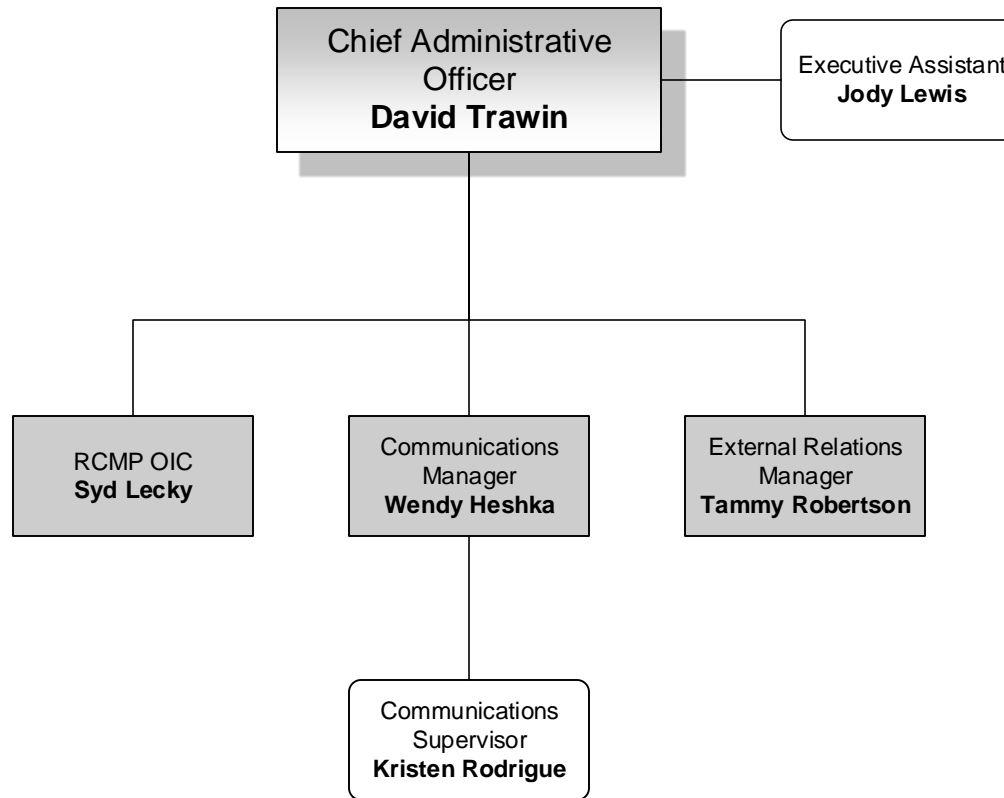 Chief Administrative
Officer
David Trawin
Executive Assistant
Jody Lewis
RCMP OIC
Syd Lecky
Communications
Manager
Wendy Heshka
External Relations
Manager
Tammy Robertson
Communications
Supervisor
Kristen Rodrigue